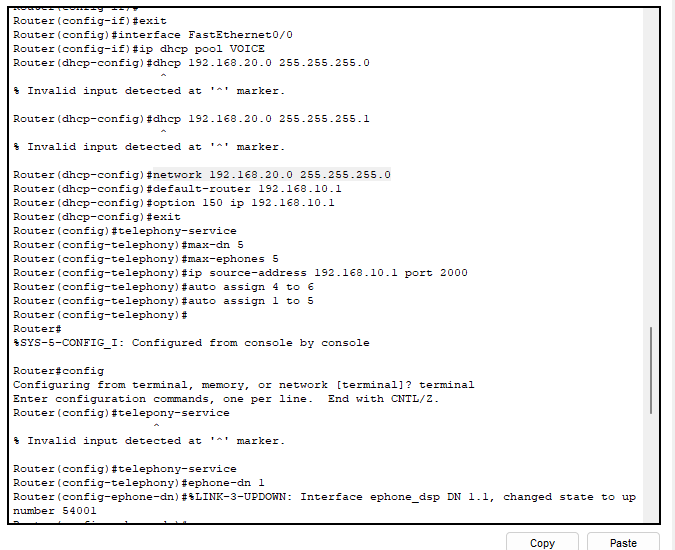 Router(config-if)#exit
Router(config)#interface FastEthernet0/0
Router(config-if)#ip dhcp pool VOICE
Router(dhcp-config)#dhcp 192.168.20.0 255.255.255.0
^
% Invalid input detected at '^' marker.
Router(dhcp-config)#dhcp 192.168.20.0 255.255.255.1
^
% Invalid input detected at '^' marker.
Router(dhcp-config)#network 192.168.20.0 255.255.255.0
Router(dhcp-config)#default-router 192.168.10.1
Router(dhcp-config)#option 150 ip 192.168.10.1
Router(dhcp-config)#exit
Router(config)#telephony-service
Router(config-telephony)#max-dn 5
Router(config-telephony)#max-ephones 5
Router(config-telephony)#ip source-address 192.168.10.1 port 2000
Router(config-telephony)#auto assign 4 to 6
Router(config-telephony)#auto assign 1 to 5
Router(config-telephony)#
Router#
%SYS-5-CONFIG_I: Configured from console by console
Router#config
Configuring from terminal, memory, or network [terminal]? terminal
Enter configuration commands, one per line.  End with CNTL/Z.
Router(config)#telepony-service
^
% Invalid input detected at '^' marker.
Router(config)#telephony-service
Router(config-telephony)#ephone-dn 1
Router(config-ephone-dn)#%LINK-3-UPDOWN: Interface ephone_dsp DN 1.1, changed state to up
number 54001
Copy
Paste